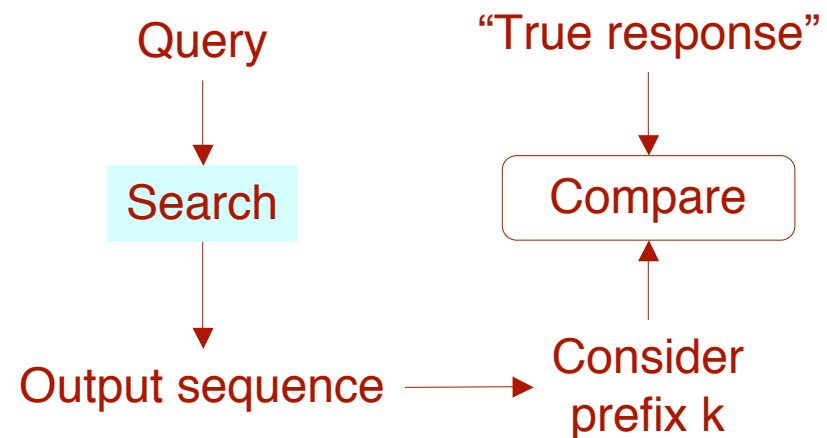 Query
“True response”
Search
Compare
Output sequence
Consider
prefix k